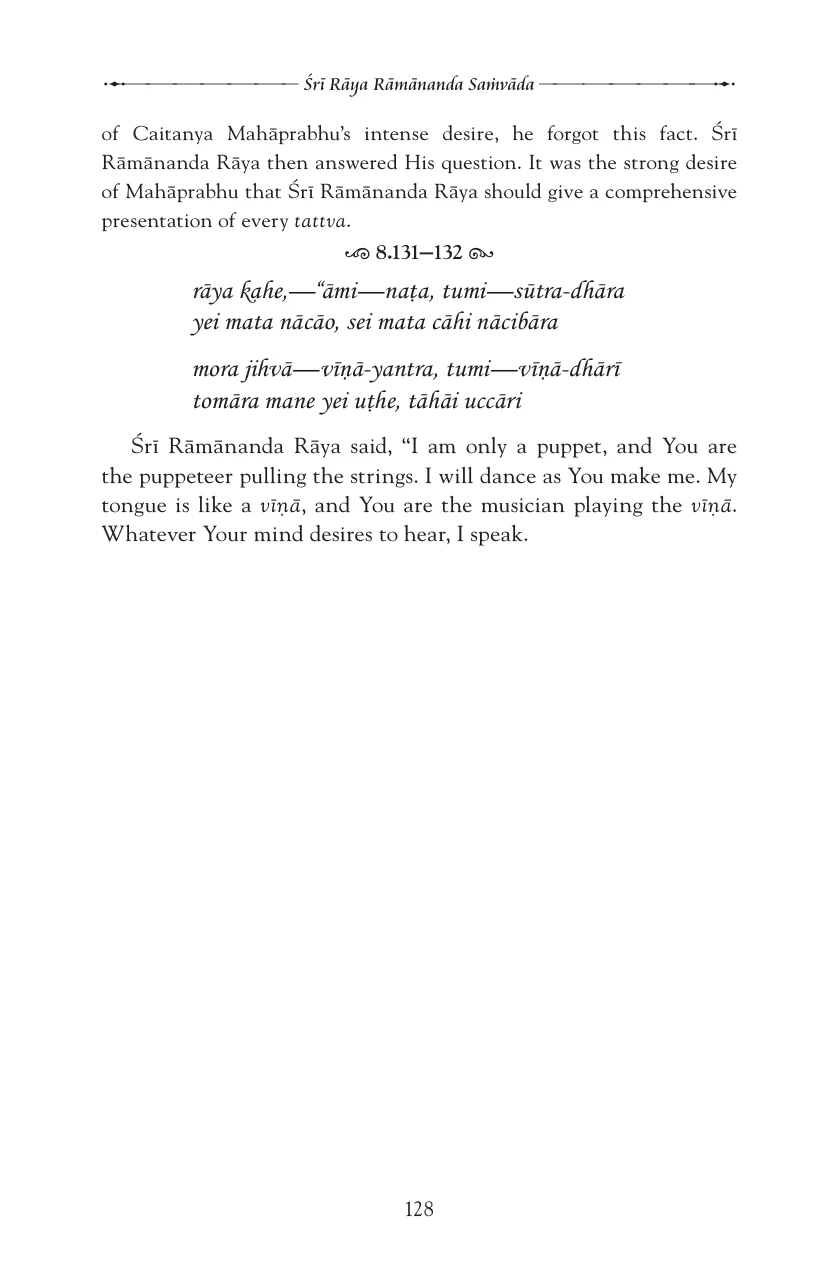 Śrī Rāya Rāmānanda Saṁvāda
of Caitanya Mahāprabhu’s intense desire, he forgot this fact. Śrī
Rāmānanda Rāya then answered His question. It was the strong desire
of Mahāprabhu that Śrī Rāmānanda Rāya should give a comprehensive
presentation of every tattva.
8.131–132
rāya kahe,—“āmi—naṭa, tumi—sūtra-dhāra
yei mata nācāo, sei mata cāhi nācibāra
mora jihvā—vīṇā-yantra, tumi—vīṇā-dhārī
tomāra mane yei uṭhe, tāhāi uccāri
Śrī Rāmānanda Rāya said, “I am only a puppet, and You are
the puppeteer pulling the strings. I will dance as You make me. My
tongue is like a vīṇā, and You are the musician playing the vīṇā.
Whatever Your mind desires to hear, I speak.
128